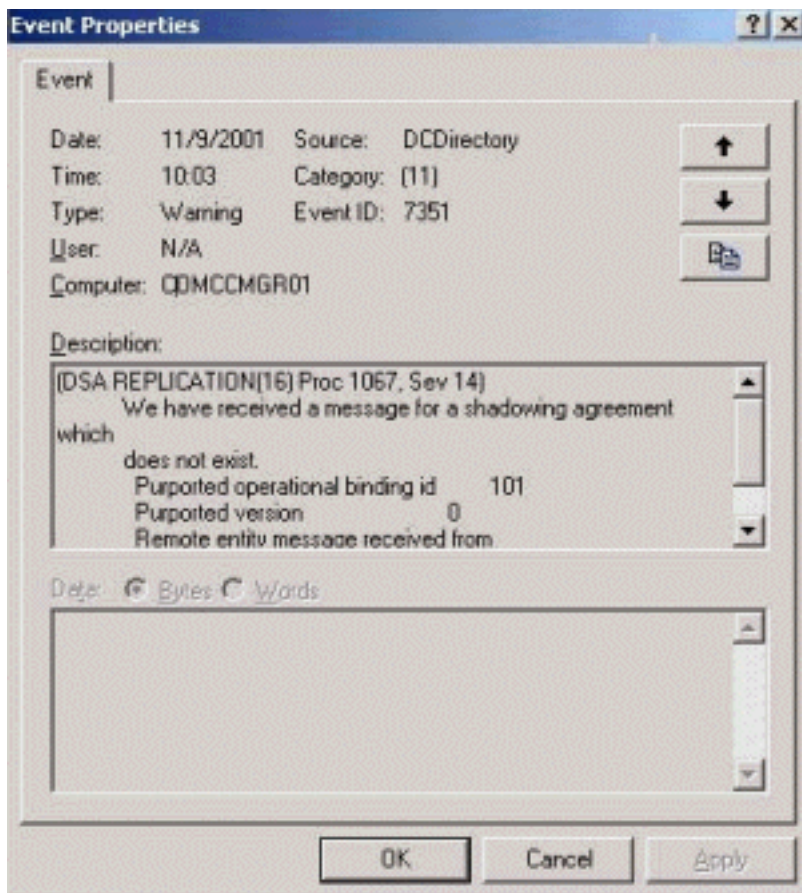 Event Properties
Event
Date: 11/9/2001 Source: DCDirectory
Time: 10:03 Category: (11)
Type: Warning Event ID: 7351
User: N/A
Computer: CDMCCMGR01
Description:
(DSA REPLICATION(16) Proc 1067, Sev 14)
We have received a message for a shadowing agreement
which
does not exist.
Purported operational binding id 101
Purported version 0
Remote entity message received from
Data: Bytes Words
OK Cancel Apply